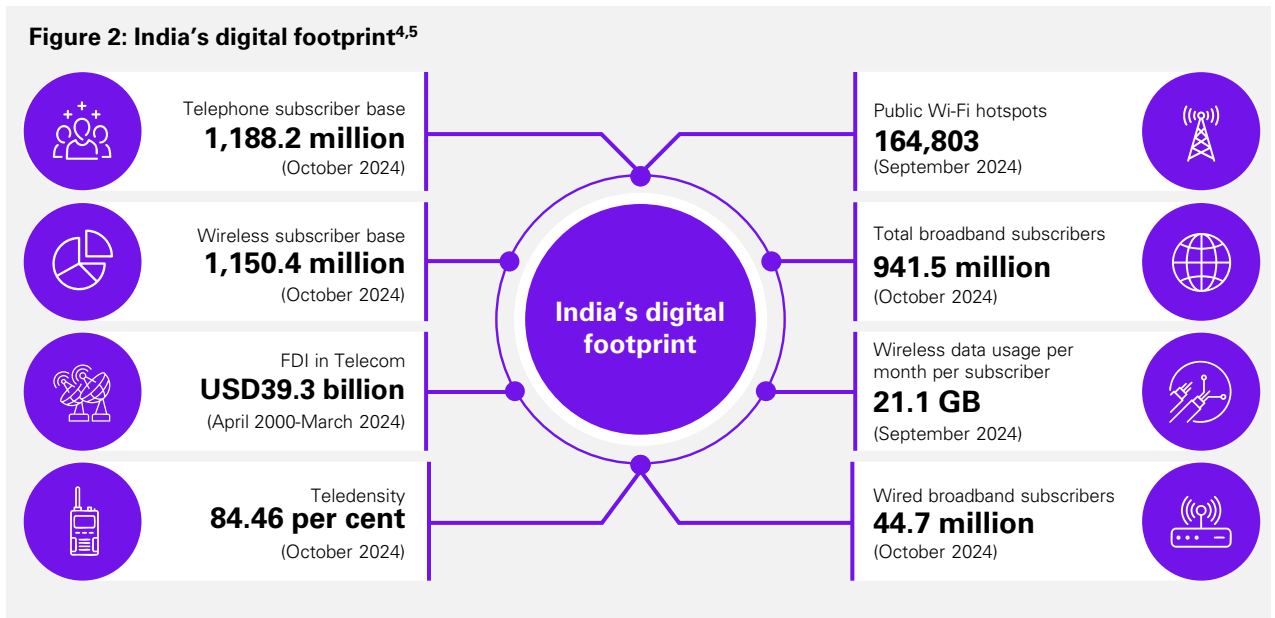 Figure 2: India’s digital footprint4,5
Telephone subscriber base
1,188.2 million
(October 2024)
Wireless subscriber base
1,150.4 million
(October 2024)
FDI in Telecom
USD39.3 billion
(April 2000-March 2024)
Teledensity
84.46 per cent
(October 2024)
India’s digital
footprint
Public Wi-Fi hotspots
164,803
(September 2024)
Total broadband subscribers
941.5 million
(October 2024)
Wireless data usage per
month per subscriber
21.1 GB
(September 2024)
Wired broadband subscribers
44.7 million
(October 2024)